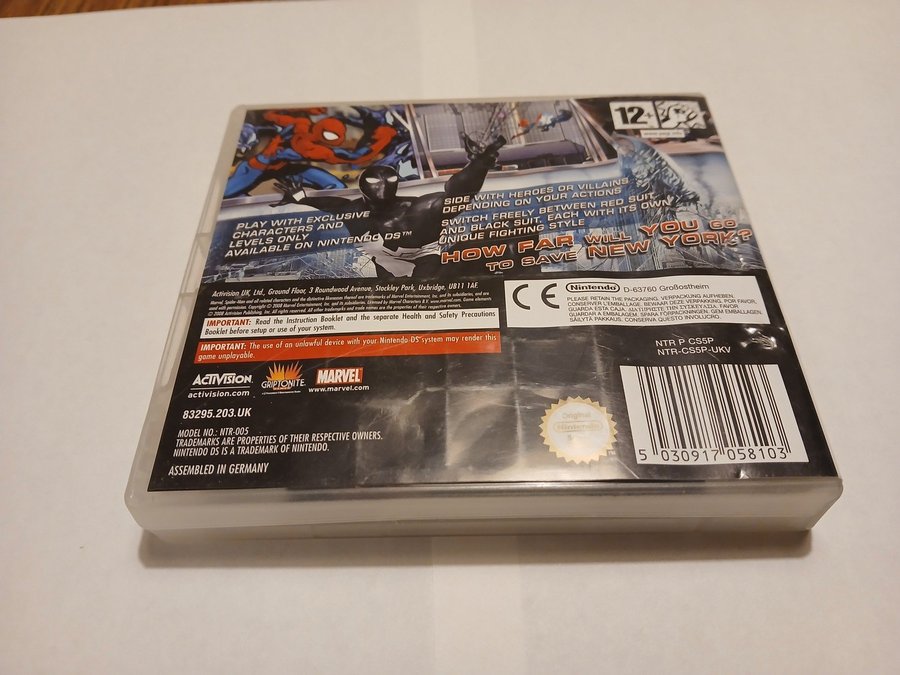 12+
www.pegi.info
PLAY WITH EXCLUSIVE
CHARACTERS AND
LEVELS ONLY
AVAILABLE ON NINTENDO DS™
SIDE WITH HEROES OR VILLAINS
DEPENDING ON YOUR ACTIONS
SWITCH FREELY BETWEEN RED SUIT
AND BLACK SUIT, EACH WITH ITS OWN
UNIQUE FIGHTING STYLE
HOW FAR WILL YOU GO
TO SAVE NEW YORK?
Activision UK, Ltd., Ground Floor, 3 Roundwood Avenue, Stockley Park, Uxbridge, UB11 1AF.
IMPORTANT: Read the Instruction Booklet and the separate Health and Safety Precautions
Booklet before setup or use of your system.
IMPORTANT: The use of an unlawful device with your Nintendo DS™ system may render this
game unplayable.
CE
Nintendo D-63760 Großostheim
PLEASE RETAIN THE PACKAGING. VERPACKUNG AUFHEBEN.
CONSERVER L'EMBALLAGE. BEWAAR DEZE VERPAKKING. POR FAVOR,
GUARDAR A EMBALAGEM. SPARA FÖRPACKNINGEN. GEM EMBALLAGEN.
SÄILYTÄ PAKKAUS. CONSERVA QUESTO INVOLUCRO.
NTR P CS5P
NTR-CS5P-UKV
ACTIVISION
activision.com
GRIPTONITE
MARVEL
www.marvel.com
83295.203.UK
MODEL NO.: NTR-005
TRADEMARKS ARE PROPERTIES OF THEIR RESPECTIVE OWNERS.
NINTENDO DS IS A TRADEMARK OF NINTENDO.
ASSEMBLED IN GERMANY
Original
Nintendo
5 030917 058103